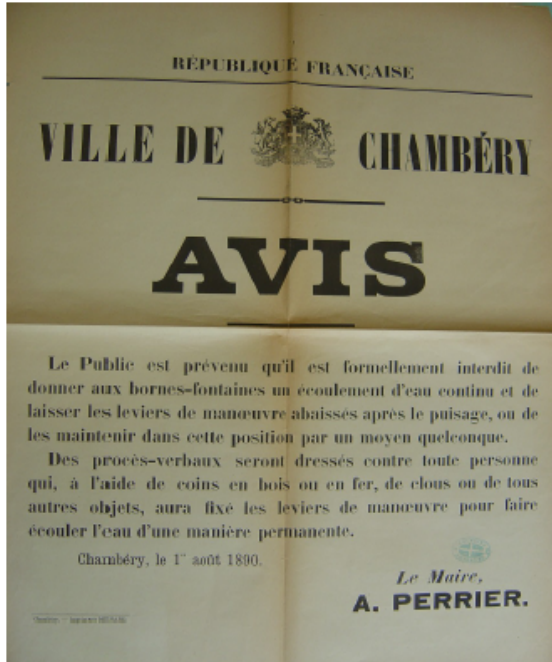 RÉPUBLIQUE FRANÇAISE
VILLE DE CHAMBÉRY
AVIS
Le Public est prévenu qu'il est formellement interdit de
donner aux bornes-fontaines un écoulement d'eau continu et de
laisser les leviers de manœuvre abaissés après le puisage, ou de
les maintenir dans cette position par un moyen quelconque.
Des procès-verbaux seront dressés contre toute personne
qui, à l'aide de coins en bois ou en fer, de clous ou de tous
autres objets, aura fixé les leviers de manœuvre pour faire
écouler l'eau d'une manière permanente.
Chambéry, le 1er août 1890.
Le Maire,
A. PERRIER.